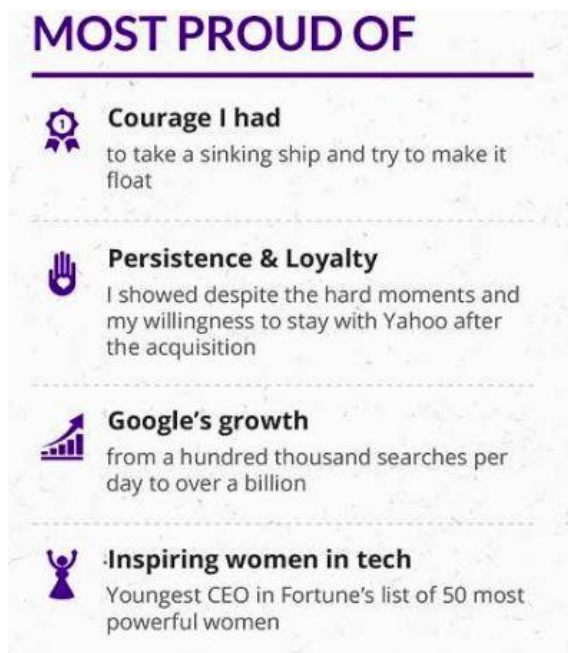 MOST PROUD OF
1
Courage I had
to take a sinking ship and try to make it
float
Persistence & Loyalty
I showed despite the hard moments and
my willingness to stay with Yahoo after
the acquisition
Google's growth
from a hundred thousand searches per
day to over a billion
Inspiring women in tech
Youngest CEO in Fortune's list of 50 most
powerful women